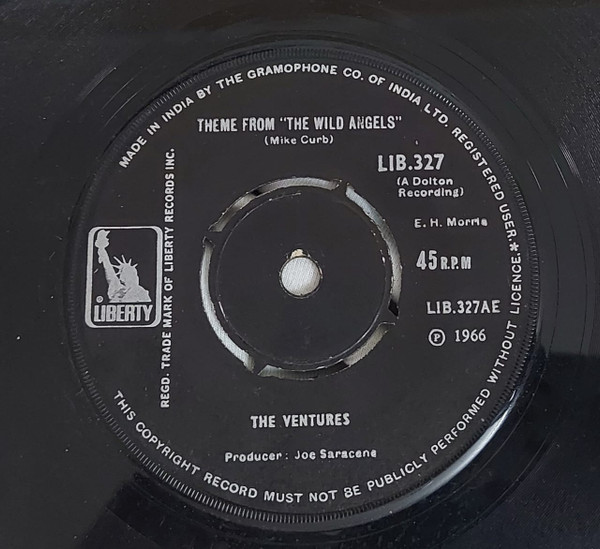 MADE IN INDIA BY THE GRAMOPHONE CO. OF INDIA LTD. REGISTERED USER.*
THEME FROM "THE WILD ANGELS"
(Mike Curb)
LIB.327
(A Dolton
Recording)
E. H. Morris
45 R.P.M
LIB.327AE
Ⓟ 1966
® LIBERTY
REGD. TRADE MARK OF LIBERTY RECORDS INC.
THE VENTURES
Producer: Joe Saracene
THIS COPYRIGHT RECORD MUST NOT BE PUBLICLY PERFORMED WITHOUT LICENCE.